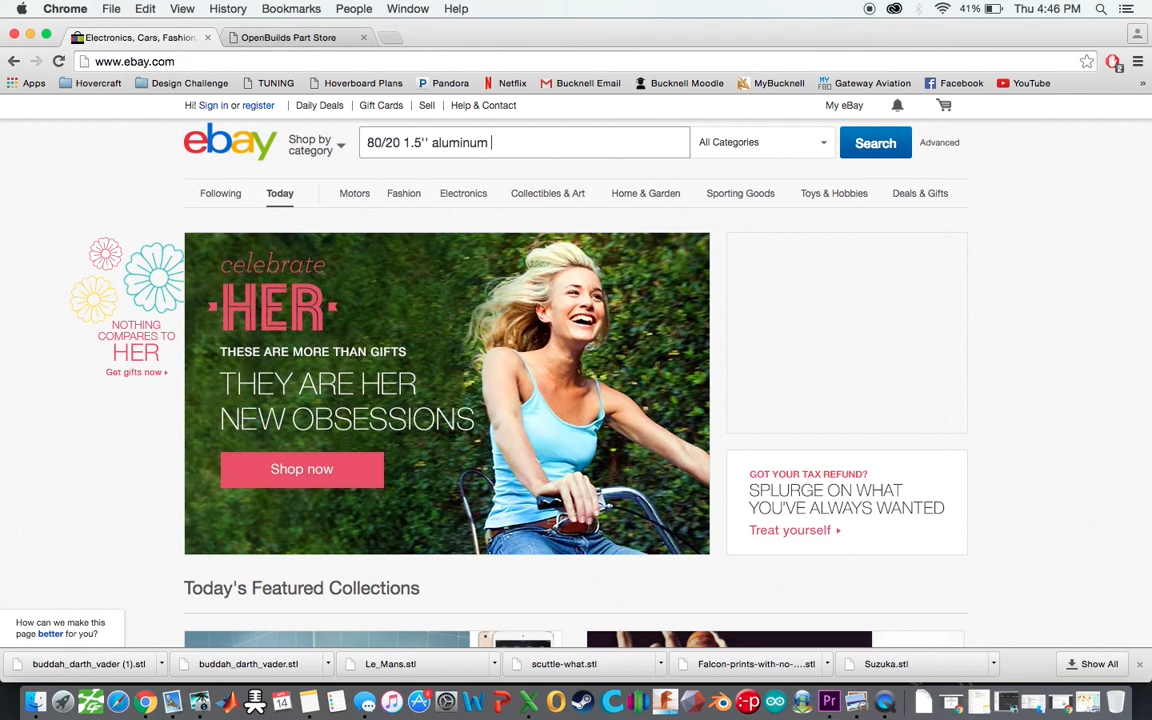 Chrome File Edit View History Bookmarks People Window Help 41% Thu 4:46 PM
Electronics, Cars, Fashion, × OpenBuilds Part Store ×
www.ebay.com
Apps Hovercraft Design Challenge TUNING Hoverboard Plans Pandora Netflix Bucknell Email Bucknell Moodle MyBucknell Gateway Aviation Facebook YouTube »
Hi! Sign in or register Daily Deals Gift Cards Sell Help & Contact My eBay
ebay Shop by category 80/20 1.5'' aluminum All Categories Search Advanced
Following Today Motors Fashion Electronics Collectibles & Art Home & Garden Sporting Goods Toys & Hobbies Deals & Gifts
NOTHING
COMPARES TO
HER
Get gifts now
celebrate
HER
THESE ARE MORE THAN GIFTS
THEY ARE HER
NEW OBSESSIONS
Shop now
GOT YOUR TAX REFUND?
SPLURGE ON WHAT
YOU'VE ALWAYS WANTED
Treat yourself
Today's Featured Collections
How can we make this
page better for you?
buddah_darth_vader (1).stl buddah_darth_vader.stl Le_Mans.stl scuttle-what.stl Falcon-prints-with-no-....stl Suzuka.stl Show All ×